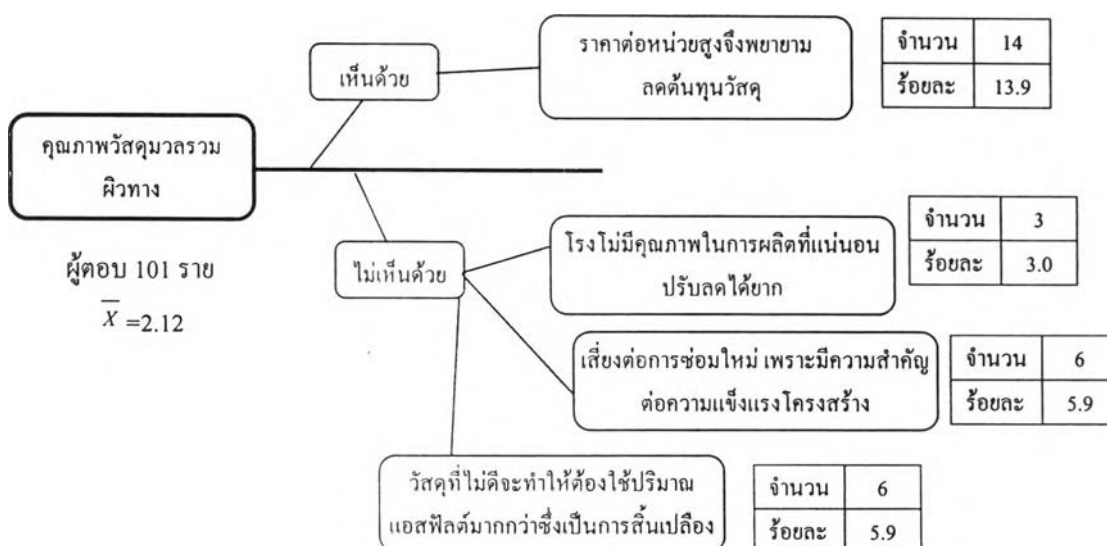 เห็นด้วย
ราคาต่อหน่วยสูงจึงพยายาม
ลดต้นทุนวัสดุ
จำนวน 14
ร้อยละ 13.9
คุณภาพวัสดุมวลรวม
ผิวทาง
ผู้ตอบ 101 ราย
X̄ =2.12
ไม่เห็นด้วย
โรงโม่มีคุณภาพในการผลิตที่แน่นอน
ปรับลดได้ยาก
จำนวน 3
ร้อยละ 3.0
เสี่ยงต่อการซ่อมใหม่ เพราะมีความสำคัญ
ต่อความแข็งแรงโครงสร้าง
จำนวน 6
ร้อยละ 5.9
วัสดุที่ไม่ดีจะทำให้ต้องใช้ปริมาณ
แอสฟัลต์มากกว่าซึ่งเป็นการสิ้นเปลือง
จำนวน 6
ร้อยละ 5.9